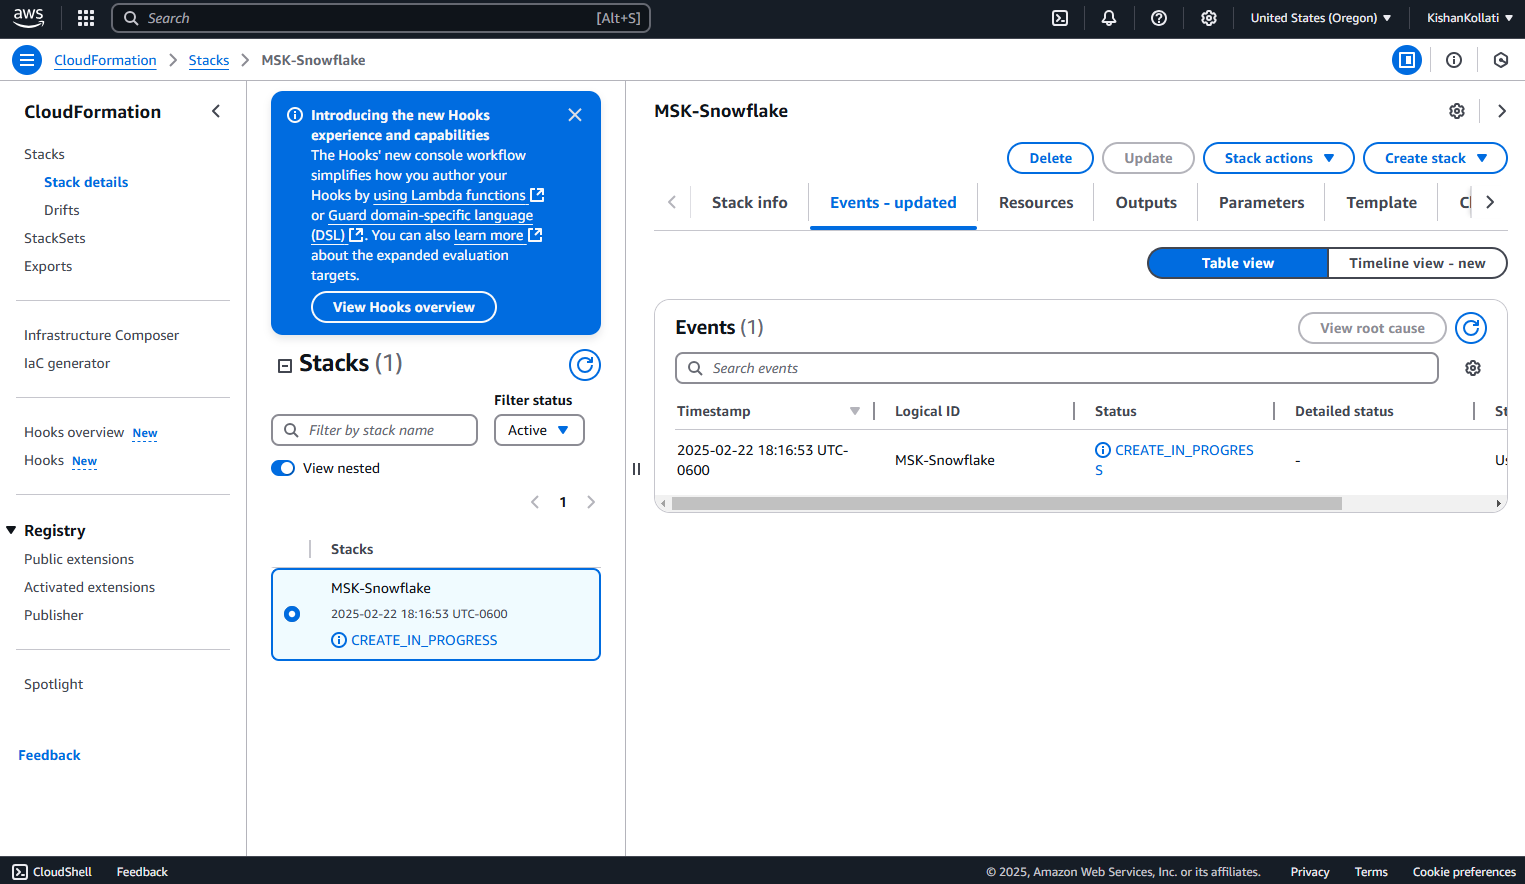 aws
Search
[Alt+S]
United States (Oregon)
KishanKollati
CloudFormation
Stacks
MSK-Snowflake
CloudFormation
Stacks
Stack details
Drifts
StackSets
Exports
Infrastructure Composer
IaC generator
Hooks overview New
Hooks New
Registry
Public extensions
Activated extensions
Publisher
Spotlight
Feedback
Introducing the new Hooks
experience and capabilities
The Hooks' new console workflow
simplifies how you author your
Hooks by using Lambda functions
or Guard domain-specific language
(DSL) . You can also learn more
about the expanded evaluation
targets.
View Hooks overview
Stacks (1)
Filter status
Filter by stack name
Active
View nested
1
Stacks
MSK-Snowflake
2025-02-22 18:16:53 UTC-0600
CREATE_IN_PROGRESS
MSK-Snowflake
Delete
Update
Stack actions
Create stack
Stack info
Events - updated
Resources
Outputs
Parameters
Template
Table view
Timeline view - new
Events (1)
View root cause
Search events
Timestamp
Logical ID
Status
Detailed status
2025-02-22 18:16:53 UTC-
0600
MSK-Snowflake
CREATE_IN_PROGRES
S
-
CloudShell
Feedback
© 2025, Amazon Web Services, Inc. or its affiliates.
Privacy
Terms
Cookie preferences